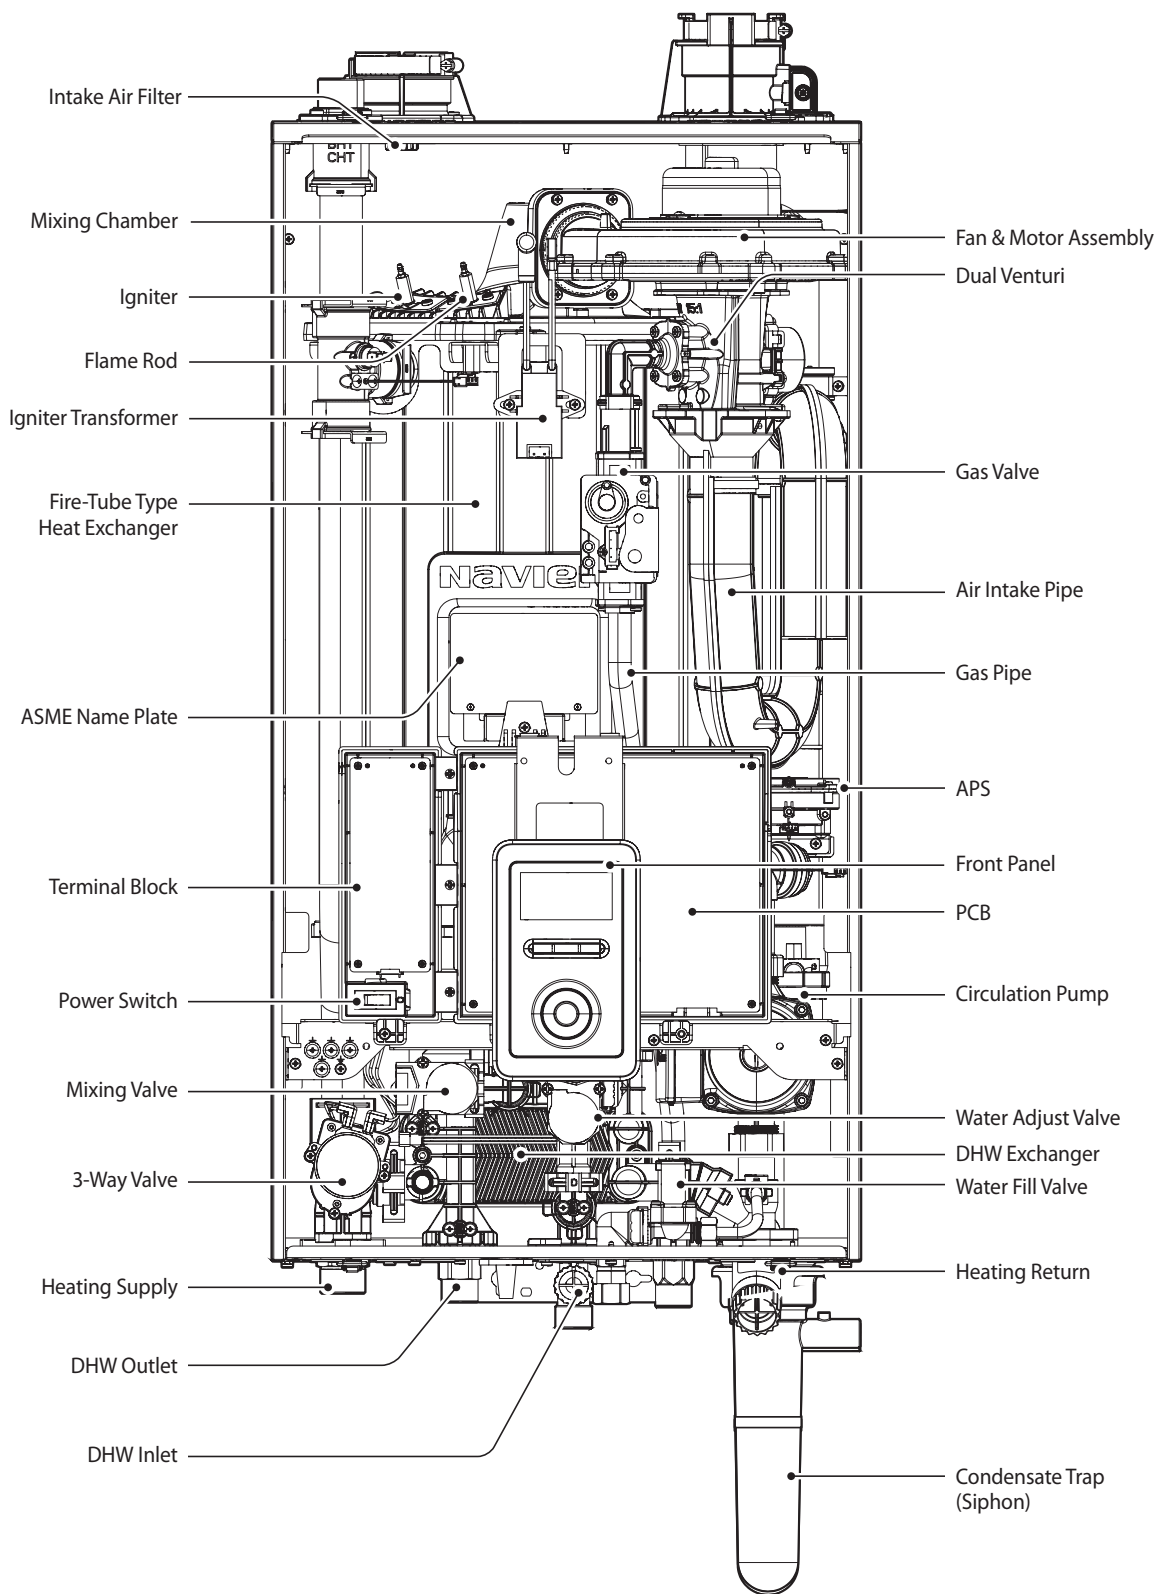 Intake Air Filter
CHT
Mixing Chamber
Fan & Motor Assembly
Dual Venturi
Igniter
15:1
Flame Rod
Igniter Transformer
Gas Valve
Fire-Tube Type
Heat Exchanger
Navien
Air Intake Pipe
Gas Pipe
ASME Name Plate
APS
Front Panel
Terminal Block
PCB
Power Switch
Circulation Pump
Mixing Valve
Water Adjust Valve
DHW Exchanger
3-Way Valve
Water Fill Valve
Heating Supply
Heating Return
DHW Outlet
DHW Inlet
Condensate Trap
(Siphon)